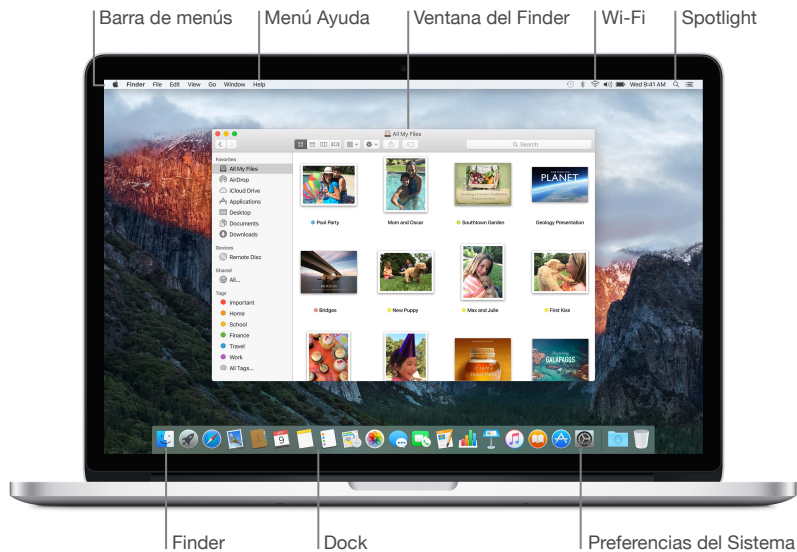 Barra de menús
Menú Ayuda
Ventana del Finder
Wi-Fi
Spotlight
Finder File Edit View Go Window Help
Wed 9:41 AM
All My Files
Search
Favorites
All My Files
AirDrop
iCloud Drive
Applications
Desktop
Documents
Downloads
Devices
Remote Disc
Shared
All...
Tags
Important
Home
School
Finance
Travel
Work
All Tags...
PLANET
Pool Party
Mom and Oscar
Southtown Garden
Geology Presentation
BRIDGES
Bridges
New Puppy
Max and Julie
First Kiss
GALÁPAGOS
9
Finder
Dock
Preferencias del Sistema